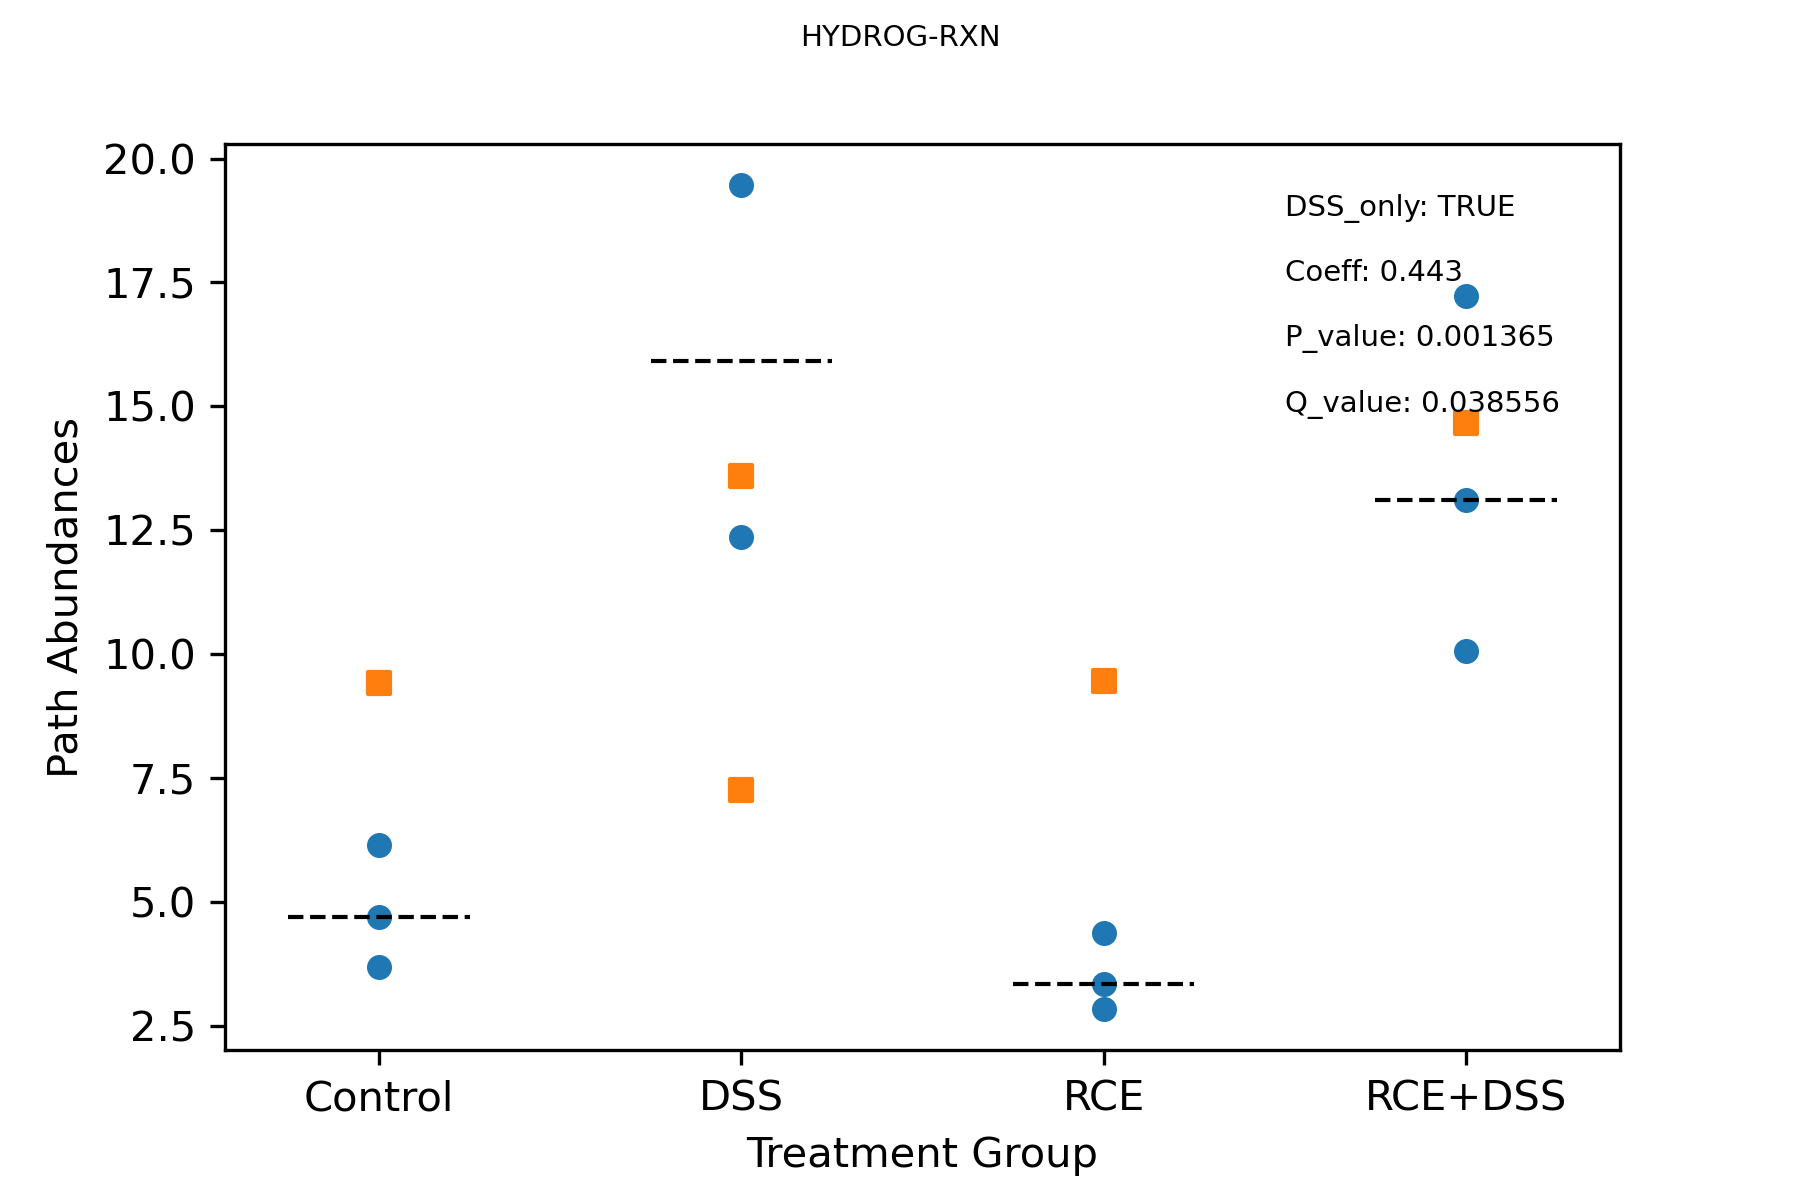 HYDROG-RXN
20.0
17.5
15.0
12.5
10.0
7.5
5.0
2.5
Path Abundances
DSS_only: TRUE
Coeff: 0.443
P_value: 0.001365
Q_value: 0.038556
Control
DSS
RCE
RCE+DSS
Treatment Group